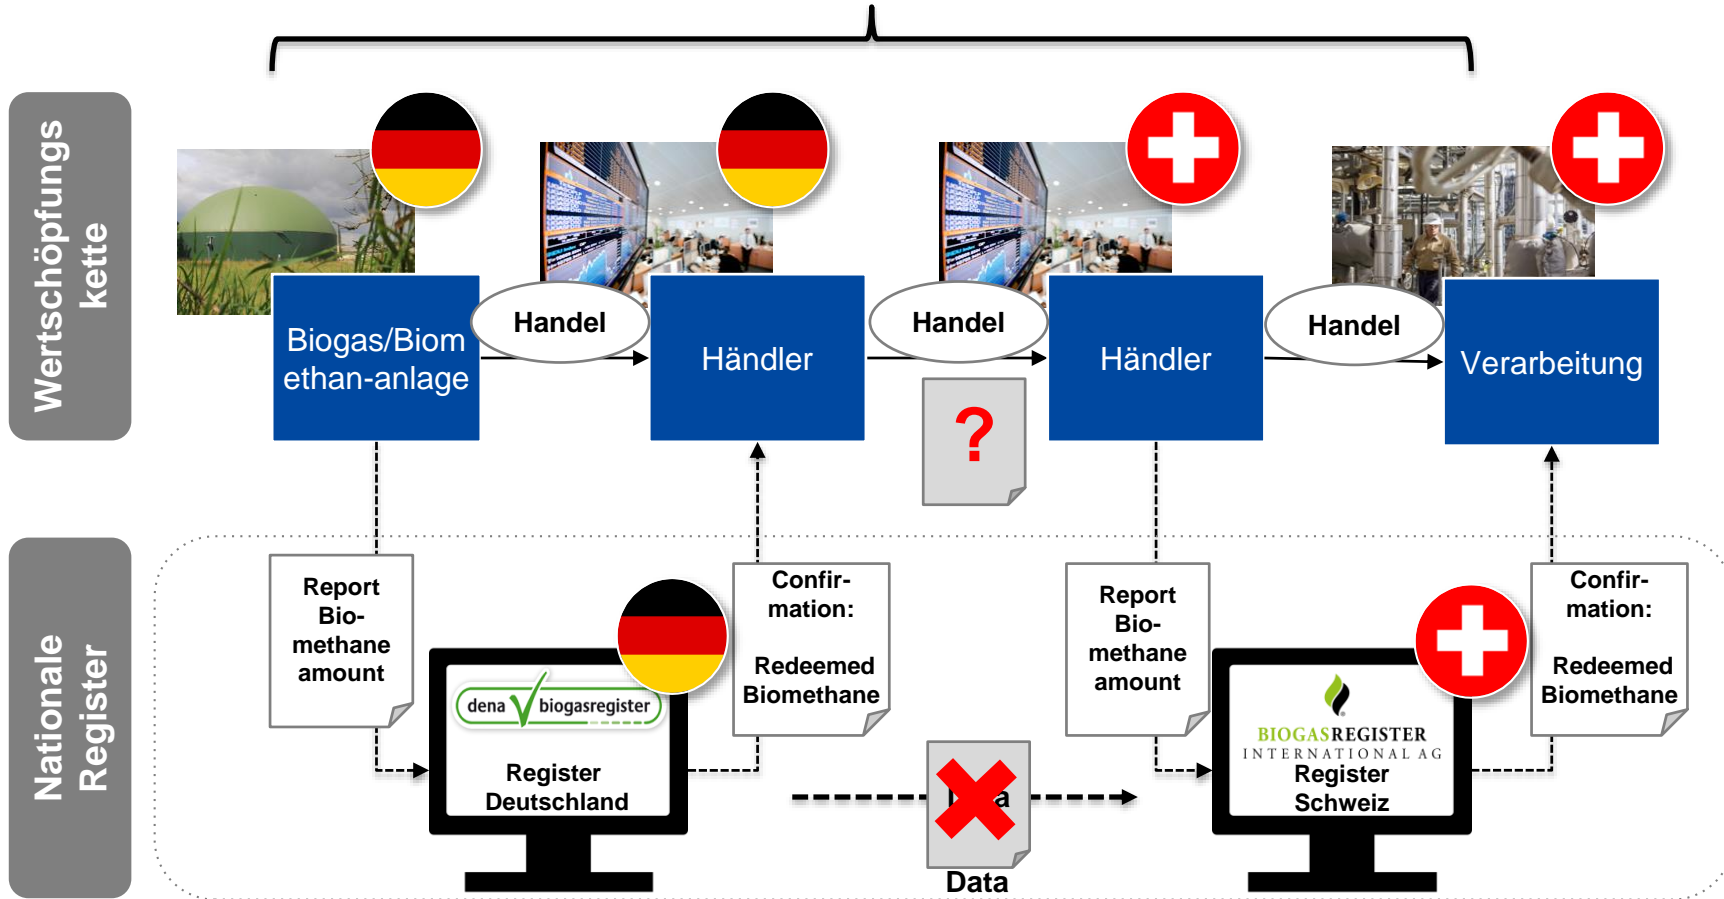 Wertschöpfungs
kette
Biogas/Biom
ethan-anlage
Handel
Händler
Handel
?
Händler
Handel
Verarbeitung
Nationale
Register
Report
Bio-
methane
amount
dena
biogasregister
Register
Deutschland
Confir-
mation:
Redeemed
Biomethane
Data
Report
Bio-
methane
amount
BIOGASREGISTER
INTERNATIONAL AG
Register
Schweiz
Confir-
mation:
Redeemed
Biomethane